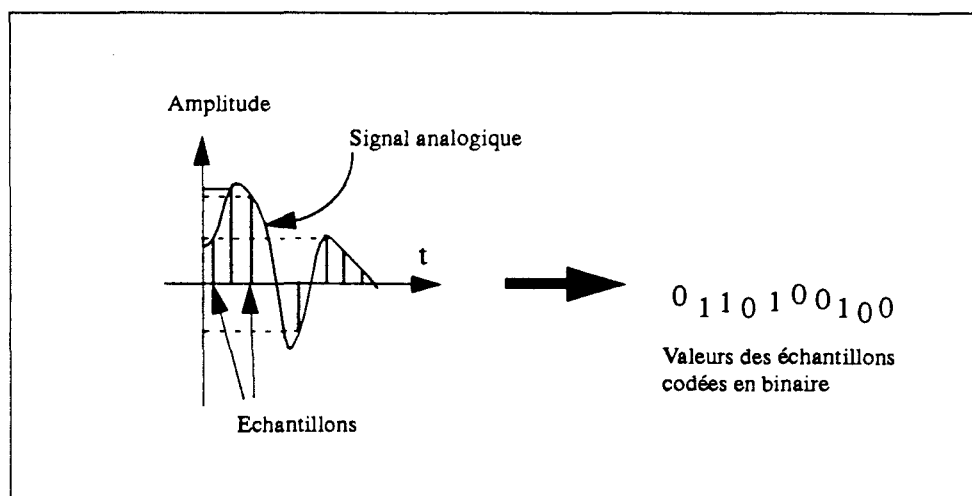 Amplitude
Signal analogique
t
0 1 1 0 1 0 0 1 0 0
Valeurs des échantillons
codées en binaire
Echantillons